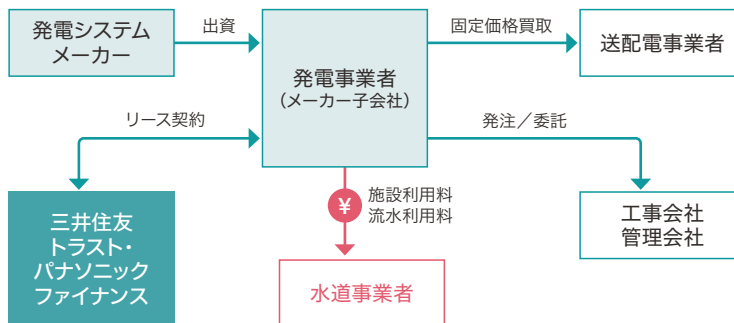 発電システム
メーカー
出資
発電事業者
（メーカー子会社）
固定価格買取
送配電事業者
リース契約
発注／委託
三井住友
トラスト・
パナソニック
ファイナンス
¥
施設利用料
流水利用料
工事会社
管理会社
水道事業者